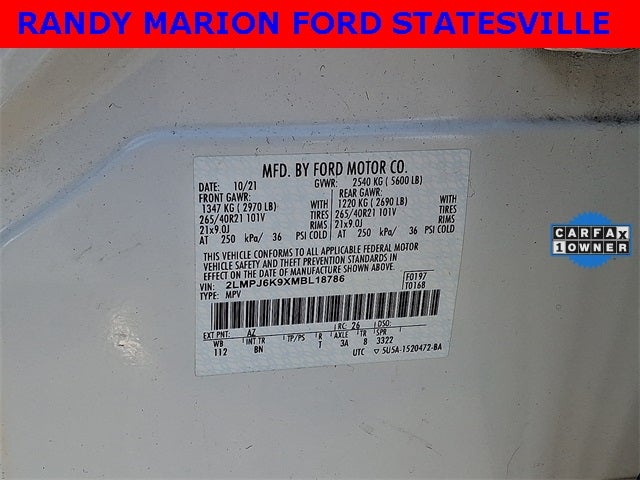 RANDY MARION FORD STATESVILLE
MFD. BY FORD MOTOR CO.
DATE: 10/21 GVWR: 2540 KG ( 5600 LB)
FRONT GAWR: REAR GAWR:
1347 KG ( 2970 LB) WITH 1220 KG ( 2690 LB) WITH
265/40R21 101V TIRES 265/40R21 101V TIRES
21x9.0J RIMS 21x9.0J RIMS
AT 250 kPa/ 36 PSI COLD AT 250 kPa/ 36 PSI COLD
THIS VEHICLE CONFORMS TO ALL APPLICABLE FEDERAL MOTOR
VEHICLE SAFETY AND THEFT PREVENTION STANDARDS IN
EFFECT ON THE DATE OF MANUFACTURE SHOWN ABOVE.
VIN: 2LMPJ6K9XMBL18786 F0197
TYPE: MPV T0168
EXT PNT: AZ RC: 26 DSO:
WB INT TR TP/PS R AXLE TR SPR
112 BN T 3A 8 3322
UTC ▽ 5U5A-1520472-BA
CARFAX
1 OWNER